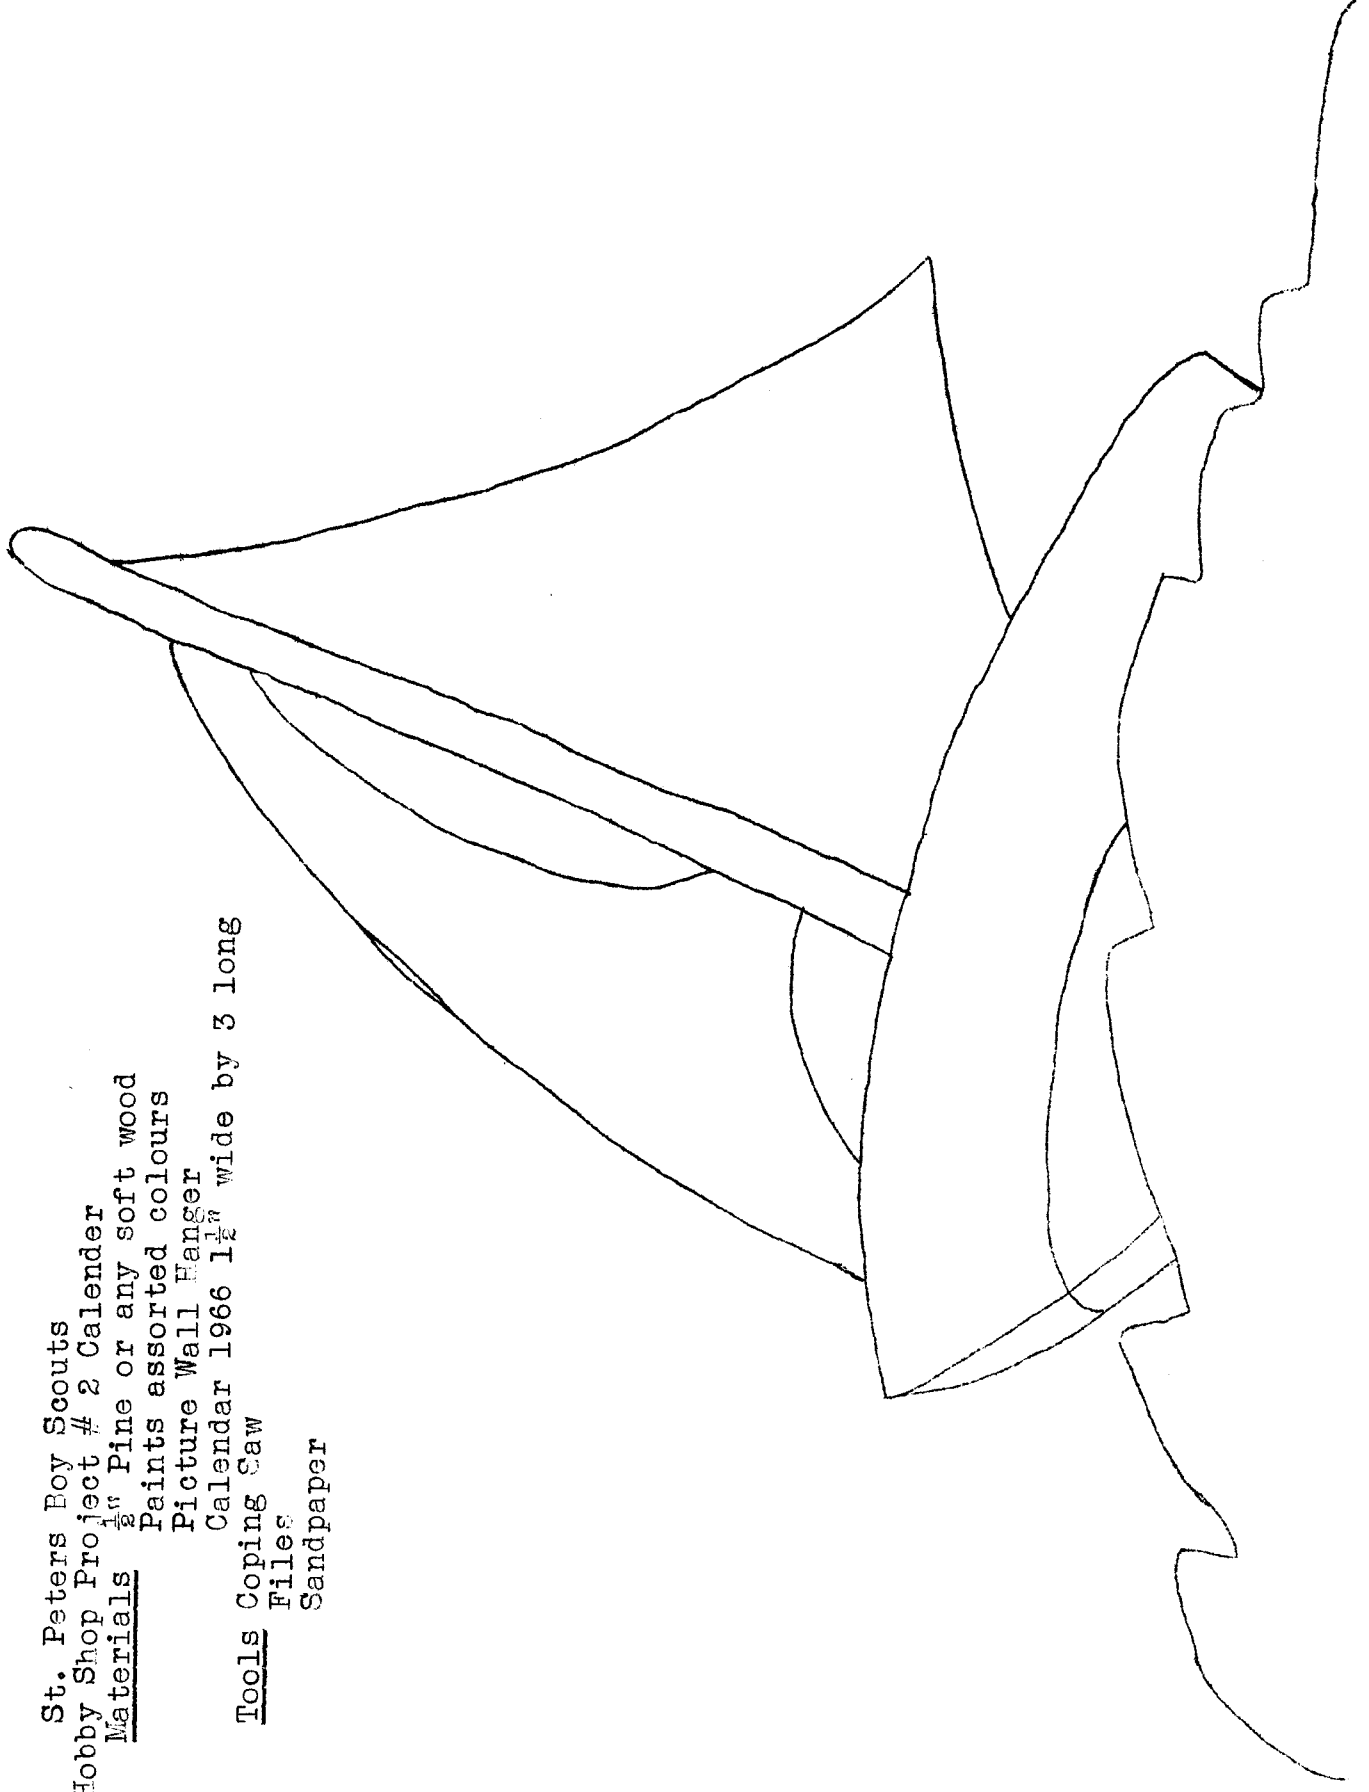 St. Peters Boy Scouts
Hobby Shop Project # 2 Calender
Materials ½" Pine or any soft wood
Paints assorted colours
Picture Wall Hanger
Calendar 1966 1½" wide by 3 long
Tools Coping Saw
Files
Sandpaper